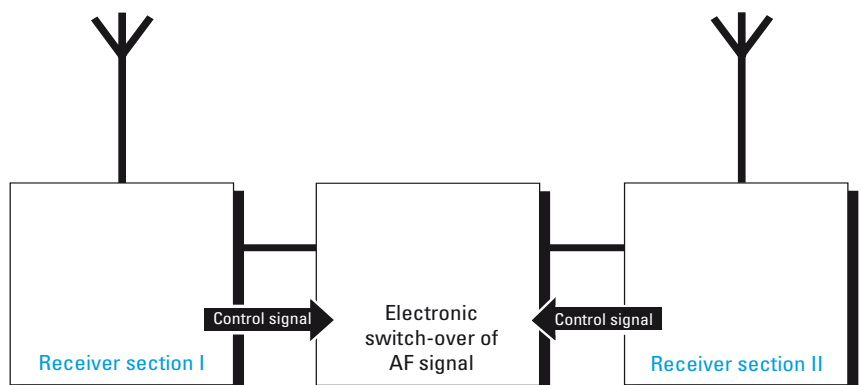 Control signal
Receiver section I
Electronic
switch-over of
AF signal
Control signal
Receiver section II